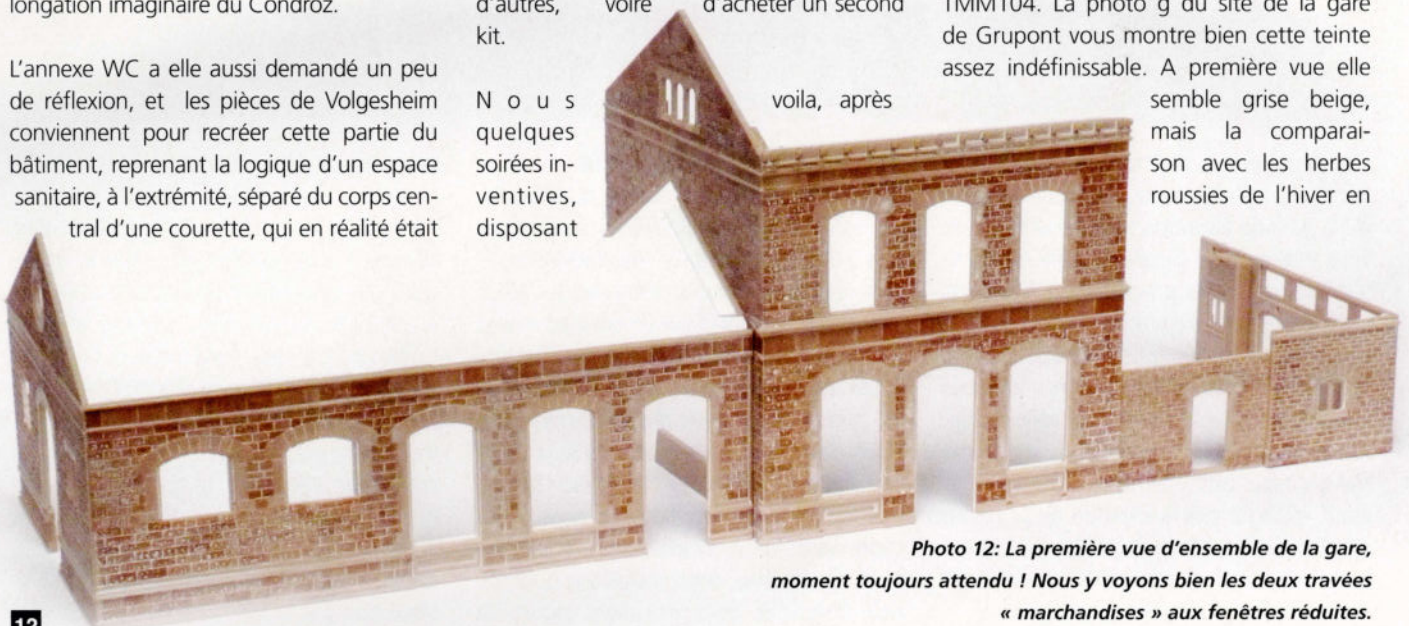 longation imaginaire du Condroz.
L'annexe WC a elle aussi demandé un peu
de réflexion, et les pièces de Volgesheim
conviennent pour recréer cette partie du
bâtiment, reprenant la logique d'un espace
sanitaire, à l'extrémité, séparé du corps cen-
tral d'une courette, qui en réalité était
d'autres, voire d'acheter un second
kit.
Nous voila, après
quelques
soirées in-
ventives,
disposant
1MM104. La photo g du site de la gare
de Grupont vous montre bien cette teinte
assez indéfinissable. A première vue elle
semble grise beige,
mais la comparai-
son avec les herbes
roussies de l'hiver en
Photo 12: La première vue d'ensemble de la gare,
moment toujours attendu ! Nous y voyons bien les deux travées
« marchandises » aux fenêtres réduites.
12